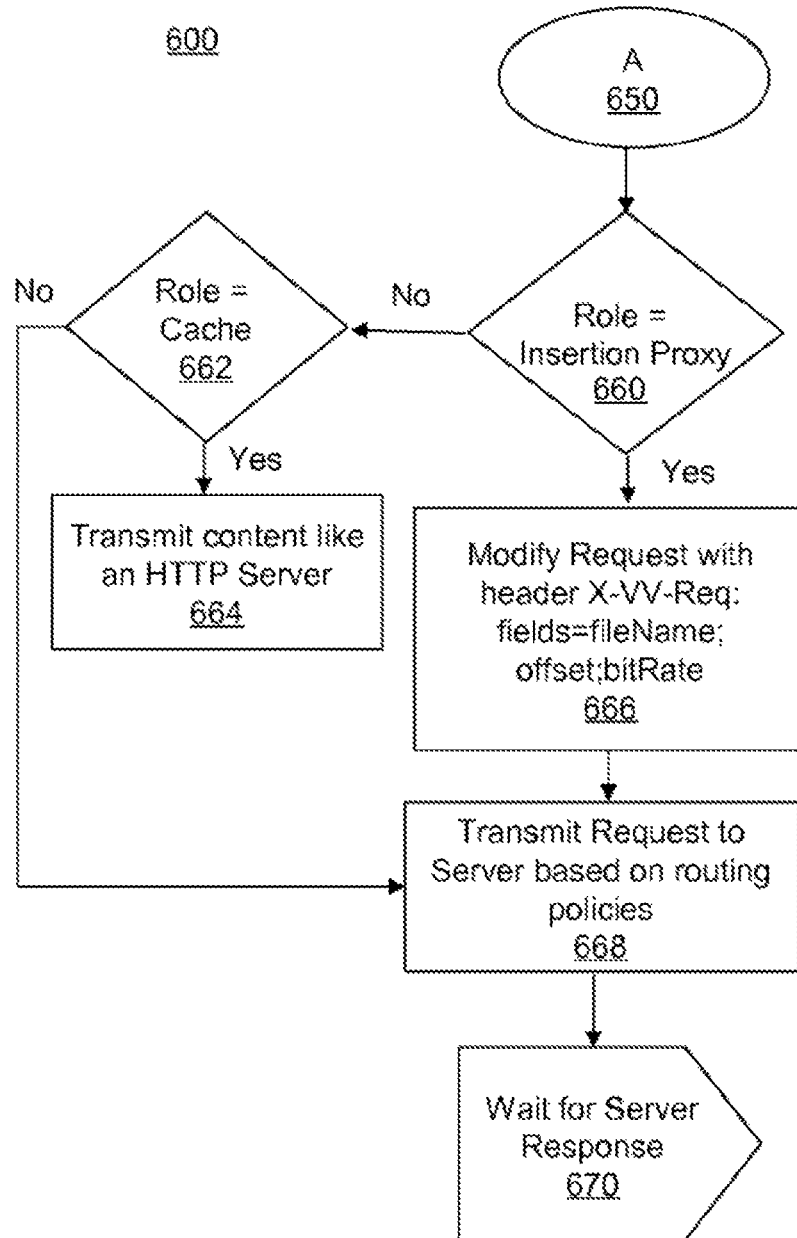 600
A
650
No
Role =
Cache
662
No
Role =
Insertion Proxy
660
Yes
Yes
Transmit content like
an HTTP Server
664
Modify Request with
header X-VV-Req:
fields=fileName;
offset;bitRate
666
Transmit Request to
Server based on routing
policies
668
Wait for Server
Response
670